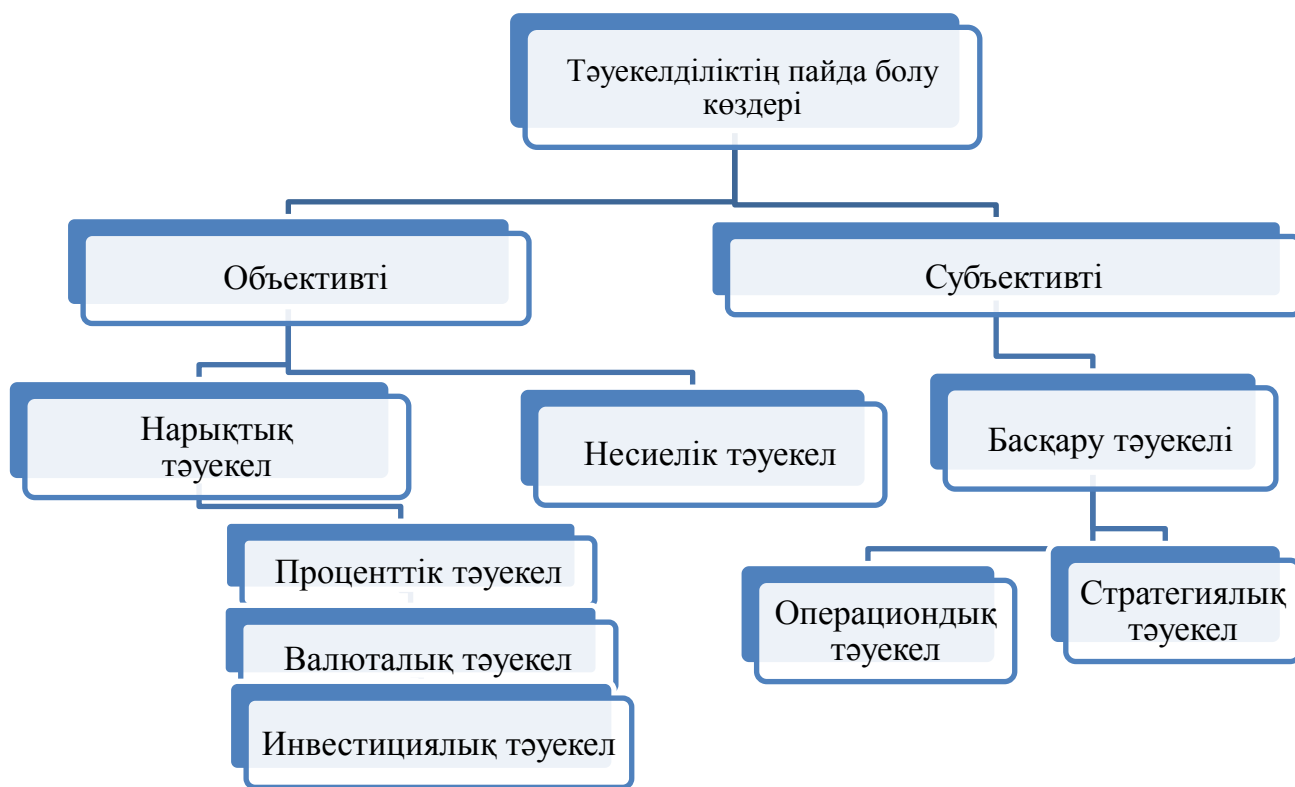 Тәуекелділіктің пайда болу
көздері
Объективті
Субъективті
Нарықтық
тәуекел
Несиелік тәуекел
Басқару тәуекелі
Проценттік тәуекел
Валюталық тәуекел
Инвестициялық тәуекел
Операциондық
тәуекел
Стратегиялық
тәуекел